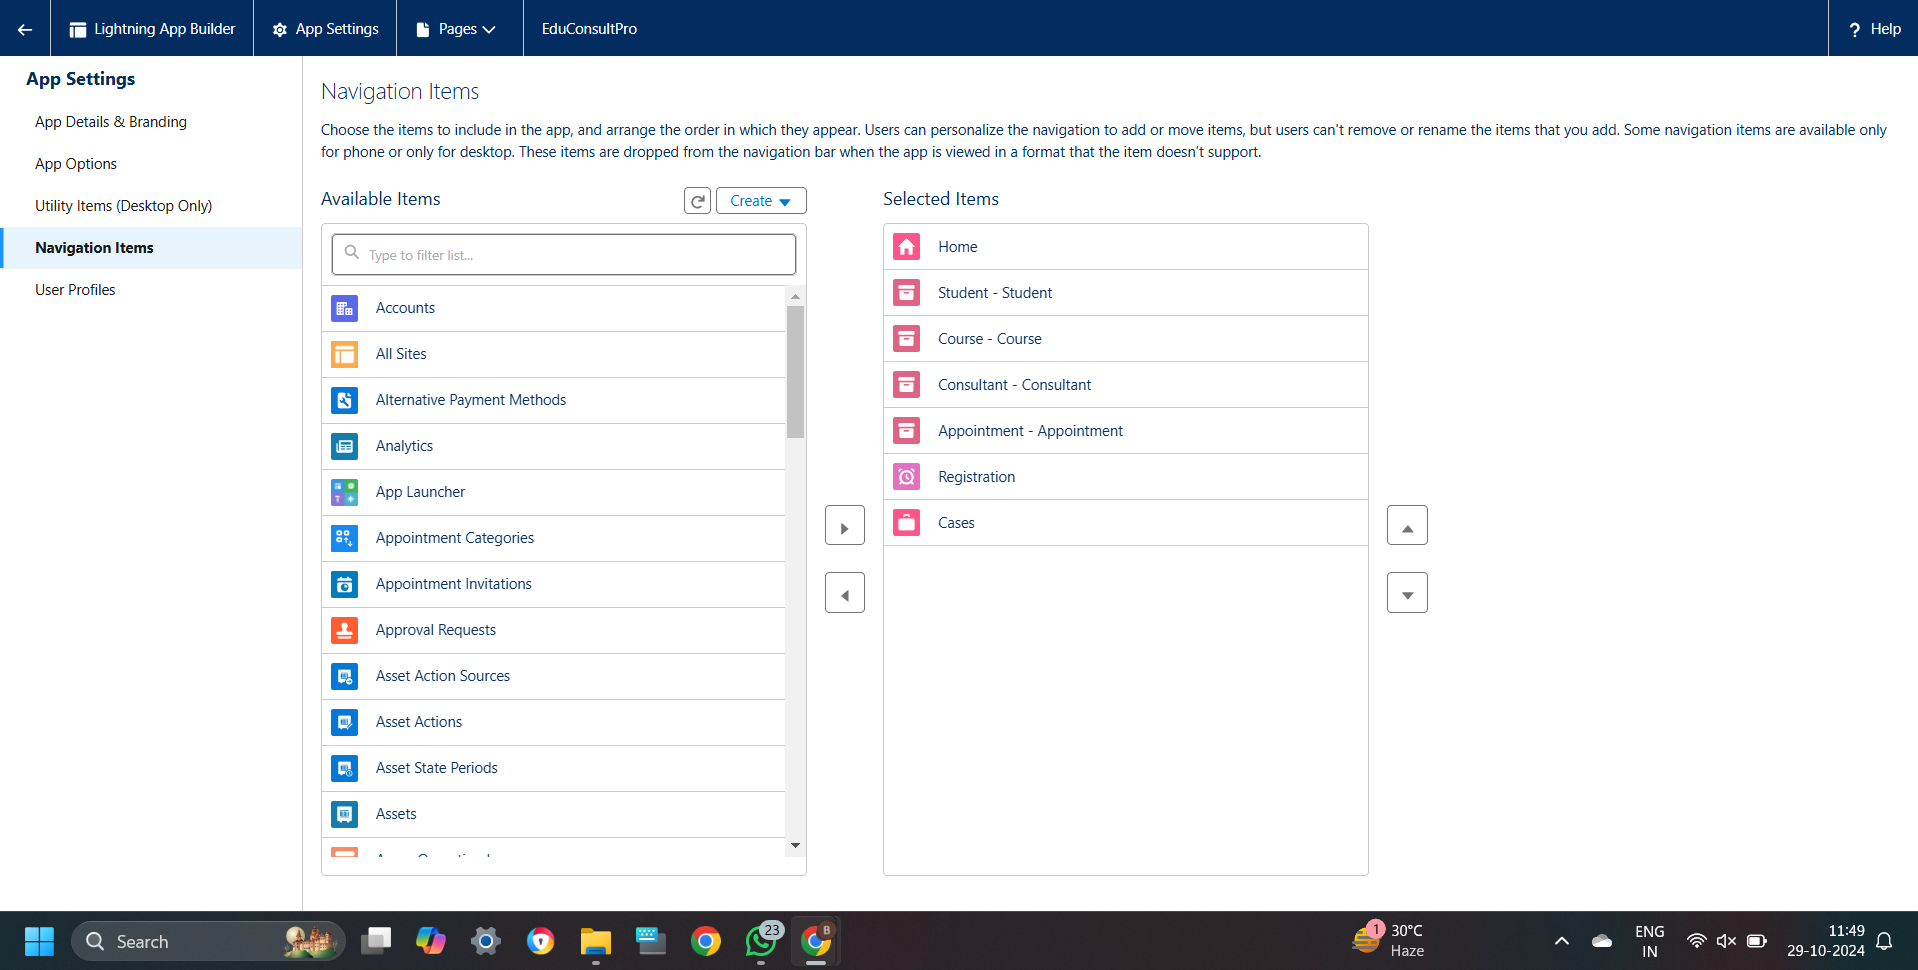 Lightning App Builder
App Settings
Pages
EduConsultPro
? Help
App Settings
App Details & Branding
App Options
Utility Items (Desktop Only)
Navigation Items
User Profiles
Navigation Items
Choose the items to include in the app, and arrange the order in which they appear. Users can personalize the navigation to add or move items, but users can't remove or rename the items that you add. Some navigation items are available only
for phone or only for desktop. These items are dropped from the navigation bar when the app is viewed in a format that the item doesn't support.
Available Items
Create
Type to filter list...
Accounts
All Sites
Alternative Payment Methods
Analytics
App Launcher
Appointment Categories
Appointment Invitations
Approval Requests
Asset Action Sources
Asset Actions
Asset State Periods
Assets
Selected Items
Home
Student - Student
Course - Course
Consultant - Consultant
Appointment - Appointment
Registration
Cases
Search
23
B
1
30°C
Haze
ENG
IN
11:49
29-10-2024